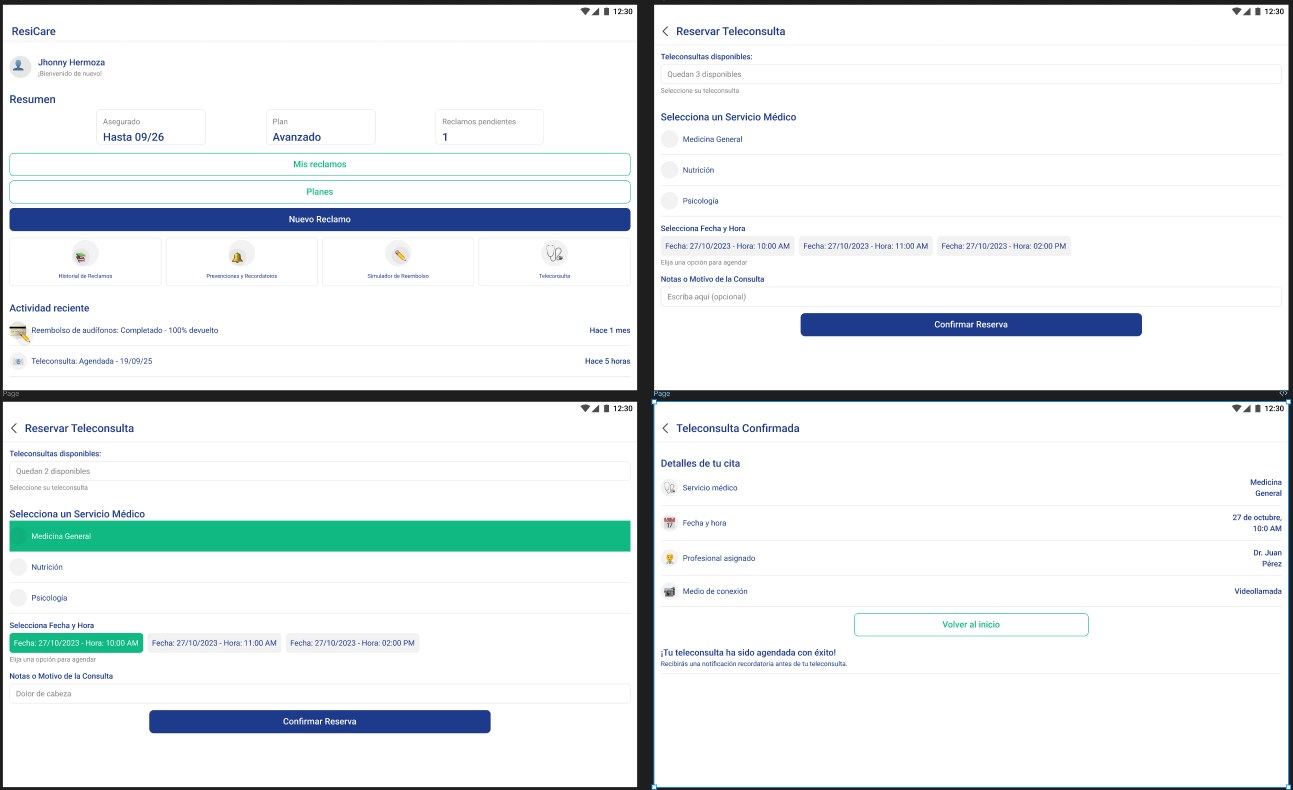 12:30
ResiCare
Jhonny Hermoza
¡Bienvenido de nuevo!
Resumen
Asegurado
Hasta 09/26
Plan
Avanzado
Reclamos pendientes
1
Mis reclamos
Planes
Nuevo Reclamo
Historial de Reclamos
Prevenciones y Recordatoios
Simulador de Reembolso
Teleconsulta
Actividad reciente
Reembolso de audífonos: Completado - 100% devuelto
Hace 1 mes
Teleconsulta: Agendada - 19/09/25
Hace 5 horas
12:30
Reservar Teleconsulta
Teleconsultas disponibles:
Quedan 3 disponibles
Seleccione su teleconsulta
Selecciona un Servicio Médico
Medicina General
Nutrición
Psicología
Selecciona Fecha y Hora
Fecha: 27/10/2023 - Hora: 10:00 AM
Fecha: 27/10/2023 - Hora: 11:00 AM
Fecha: 27/10/2023 - Hora: 02:00 PM
Elija una opción para agendar
Notas o Motivo de la Consulta
Escriba aquí (opcional)
Confirmar Reserva
Page
12:30
Reservar Teleconsulta
Teleconsultas disponibles:
Quedan 2 disponibles
Seleccione su teleconsulta
Selecciona un Servicio Médico
Medicina General
Nutrición
Psicología
Selecciona Fecha y Hora
Fecha: 27/10/2023 - Hora: 10:00 AM
Fecha: 27/10/2023 - Hora: 11:00 AM
Fecha: 27/10/2023 - Hora: 02:00 PM
Elija una opción para agendar
Notas o Motivo de la Consulta
Dolor de cabeza
Confirmar Reserva
Page
12:30
Teleconsulta Confirmada
Detalles de tu cita
Servicio médico
Medicina
General
Fecha y hora
27 de octubre,
10:0 AM
Profesional asignado
Dr. Juan
Pérez
Medio de conexión
Videollamada
Volver al inicio
¡Tu teleconsulta ha sido agendada con éxito!
Recibirás una notificación recordatoria antes de tu teleconsulta.